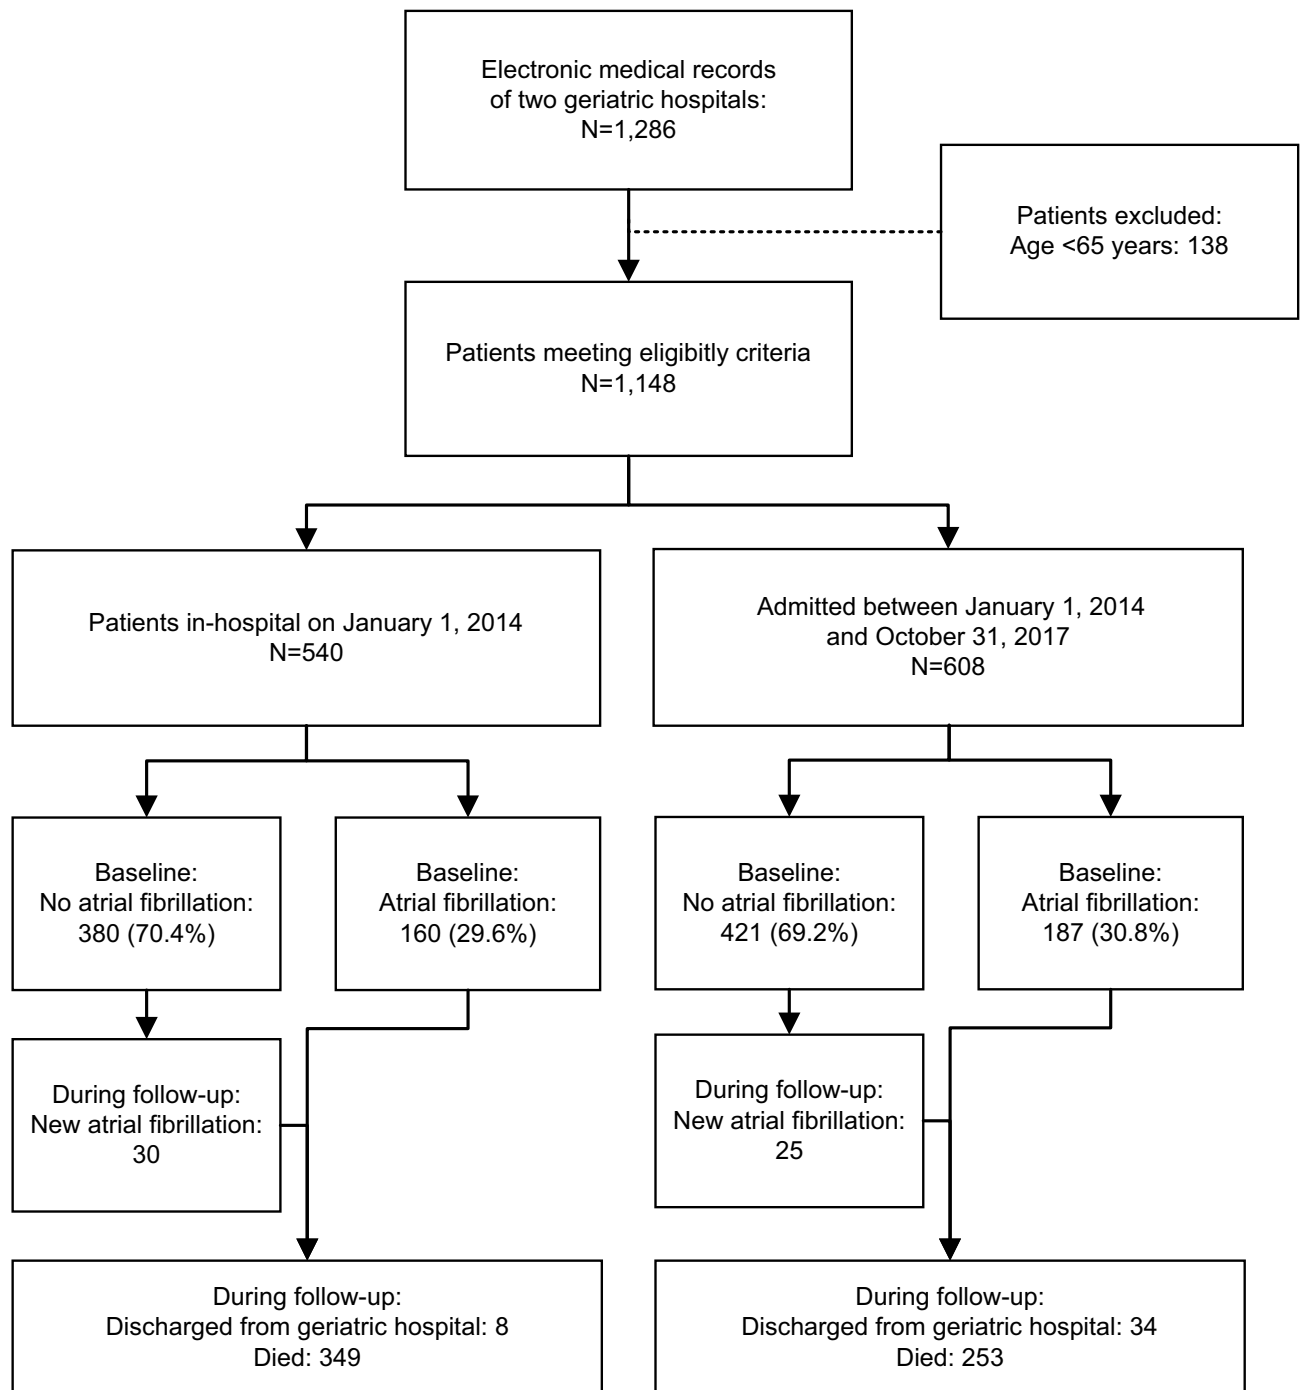 Electronic medical records
of two geriatric hospitals:
N=1,286
Patients excluded:
Age <65 years: 138
Patients meeting eligibitly criteria
N=1,148
Patients in-hospital on January 1, 2014
N=540
Admitted between January 1, 2014
and October 31, 2017
N=608
Baseline:
No atrial fibrillation:
380 (70.4%)
Baseline:
Atrial fibrillation:
160 (29.6%)
Baseline:
No atrial fibrillation:
421 (69.2%)
Baseline:
Atrial fibrillation:
187 (30.8%)
During follow-up:
New atrial fibrillation:
30
During follow-up:
New atrial fibrillation:
25
During follow-up:
Discharged from geriatric hospital: 8
Died: 349
During follow-up:
Discharged from geriatric hospital: 34
Died: 253